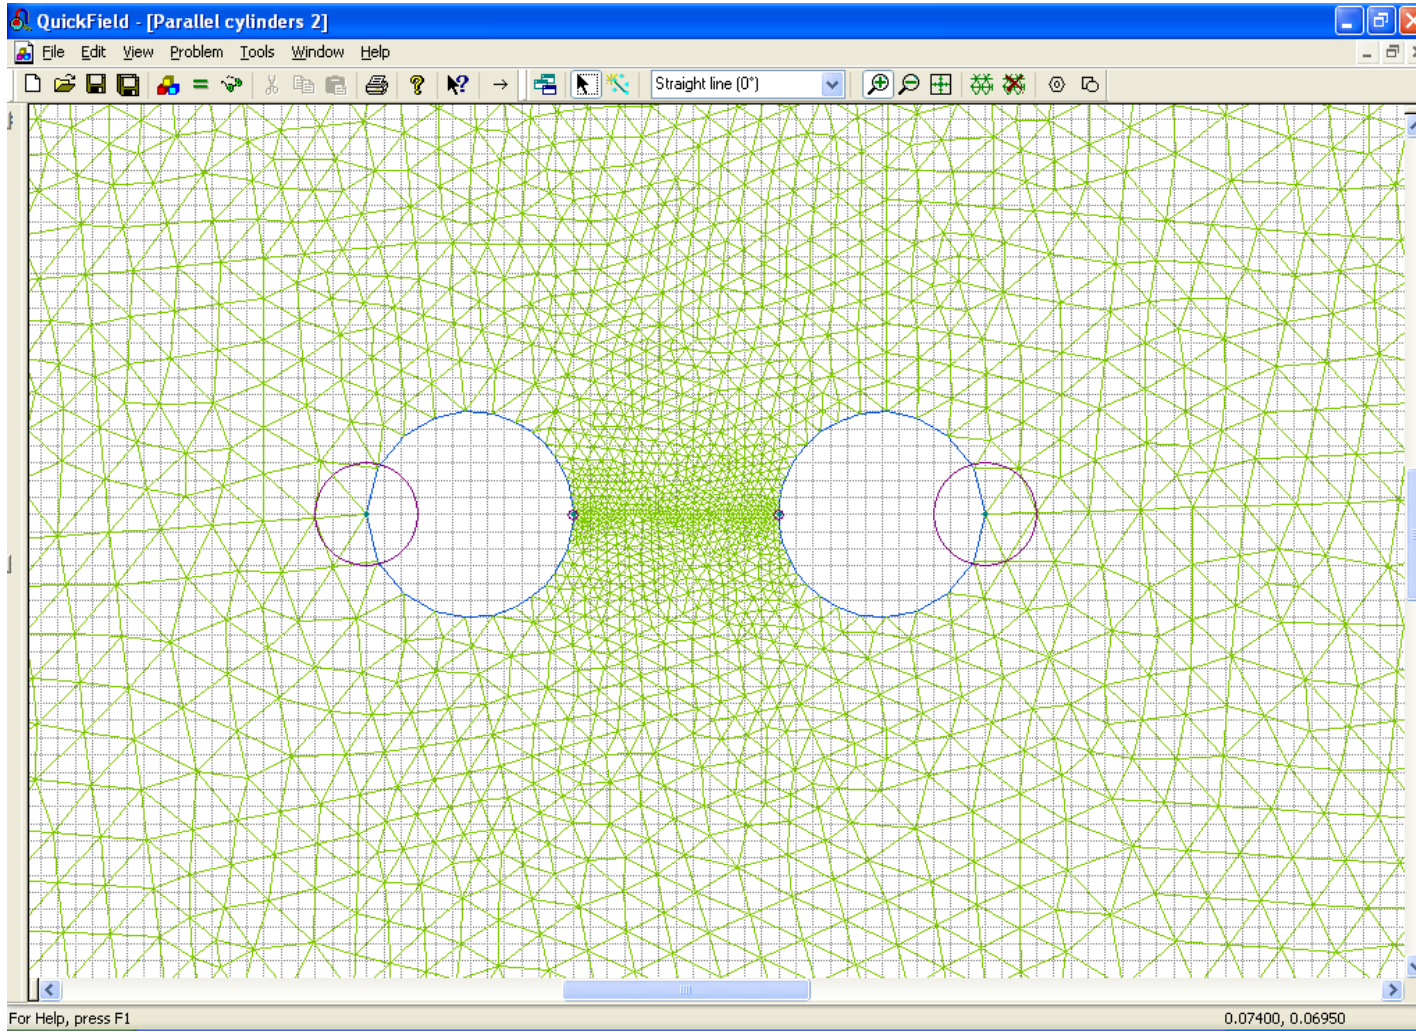 QuickField - [Parallel cylinders 2]
File Edit View Problem Tools Window Help
Straight line (0°)
For Help, press F1 0.07400, 0.06950